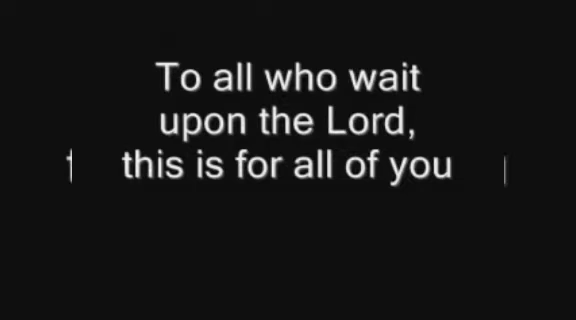 To all who wait
upon the Lord,
this is for all of you